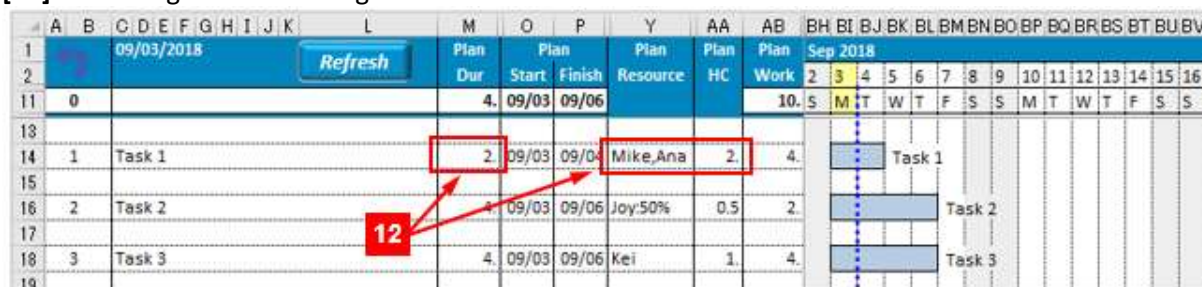 A B C D E F G H I J K L M O P Y AA AB BH BI BJ BK BL BM BN BO BP BQ BR BS BT BU BV
1 09/03/2018 Refresh Plan Plan Plan Plan Plan Sep 2018
2 Dur Start Finish Resource HC Work 2 3 4 5 6 7 8 9 10 11 12 13 14 15 16
11 0 4. 09/03 09/06 10. S M T W T F S S M T W T F S S
13
14 1 Task 1 2. 09/03 09/04 Mike,Ana 2. 4. Task 1
15
16 2 Task 2 4. 09/03 09/06 Joy:50% 0.5 2. Task 2
17
12
18 3 Task 3 4. 09/03 09/06 Kei 1. 4. Task 3
19